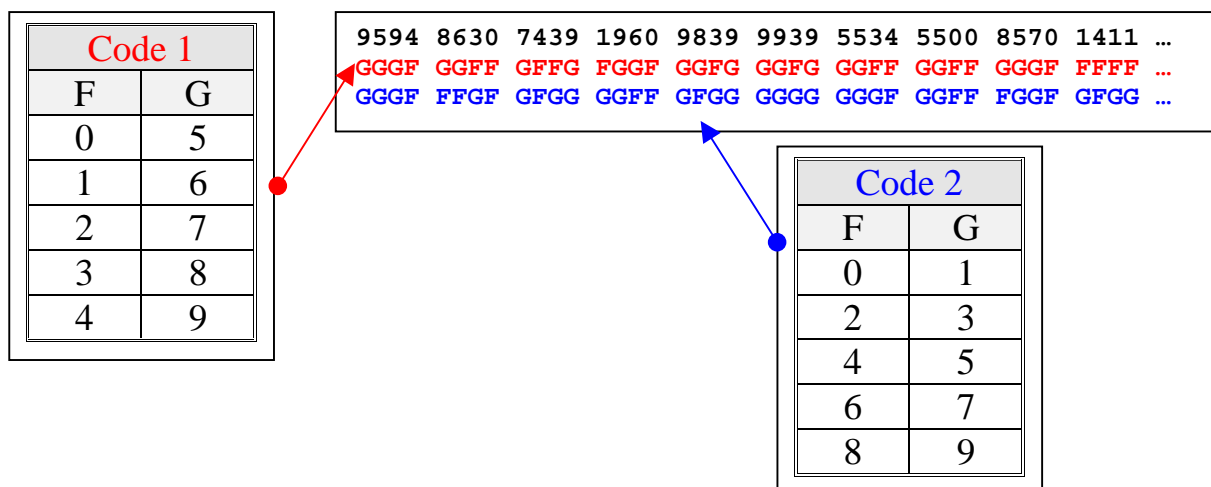 Code 1
F G
0 5
1 6
2 7
3 8
4 9
9594 8630 7439 1960 9839 9939 5534 5500 8570 1411 …
GGGF GGFF GFFG FGGF GGFG GGFG GGFF GGFF GGGF FFFF …
GGGF FFGF GFGG GGFF GFGG GGGG GGGF GGFF FGGF GFGG …
Code 2
F G
0 1
2 3
4 5
6 7
8 9